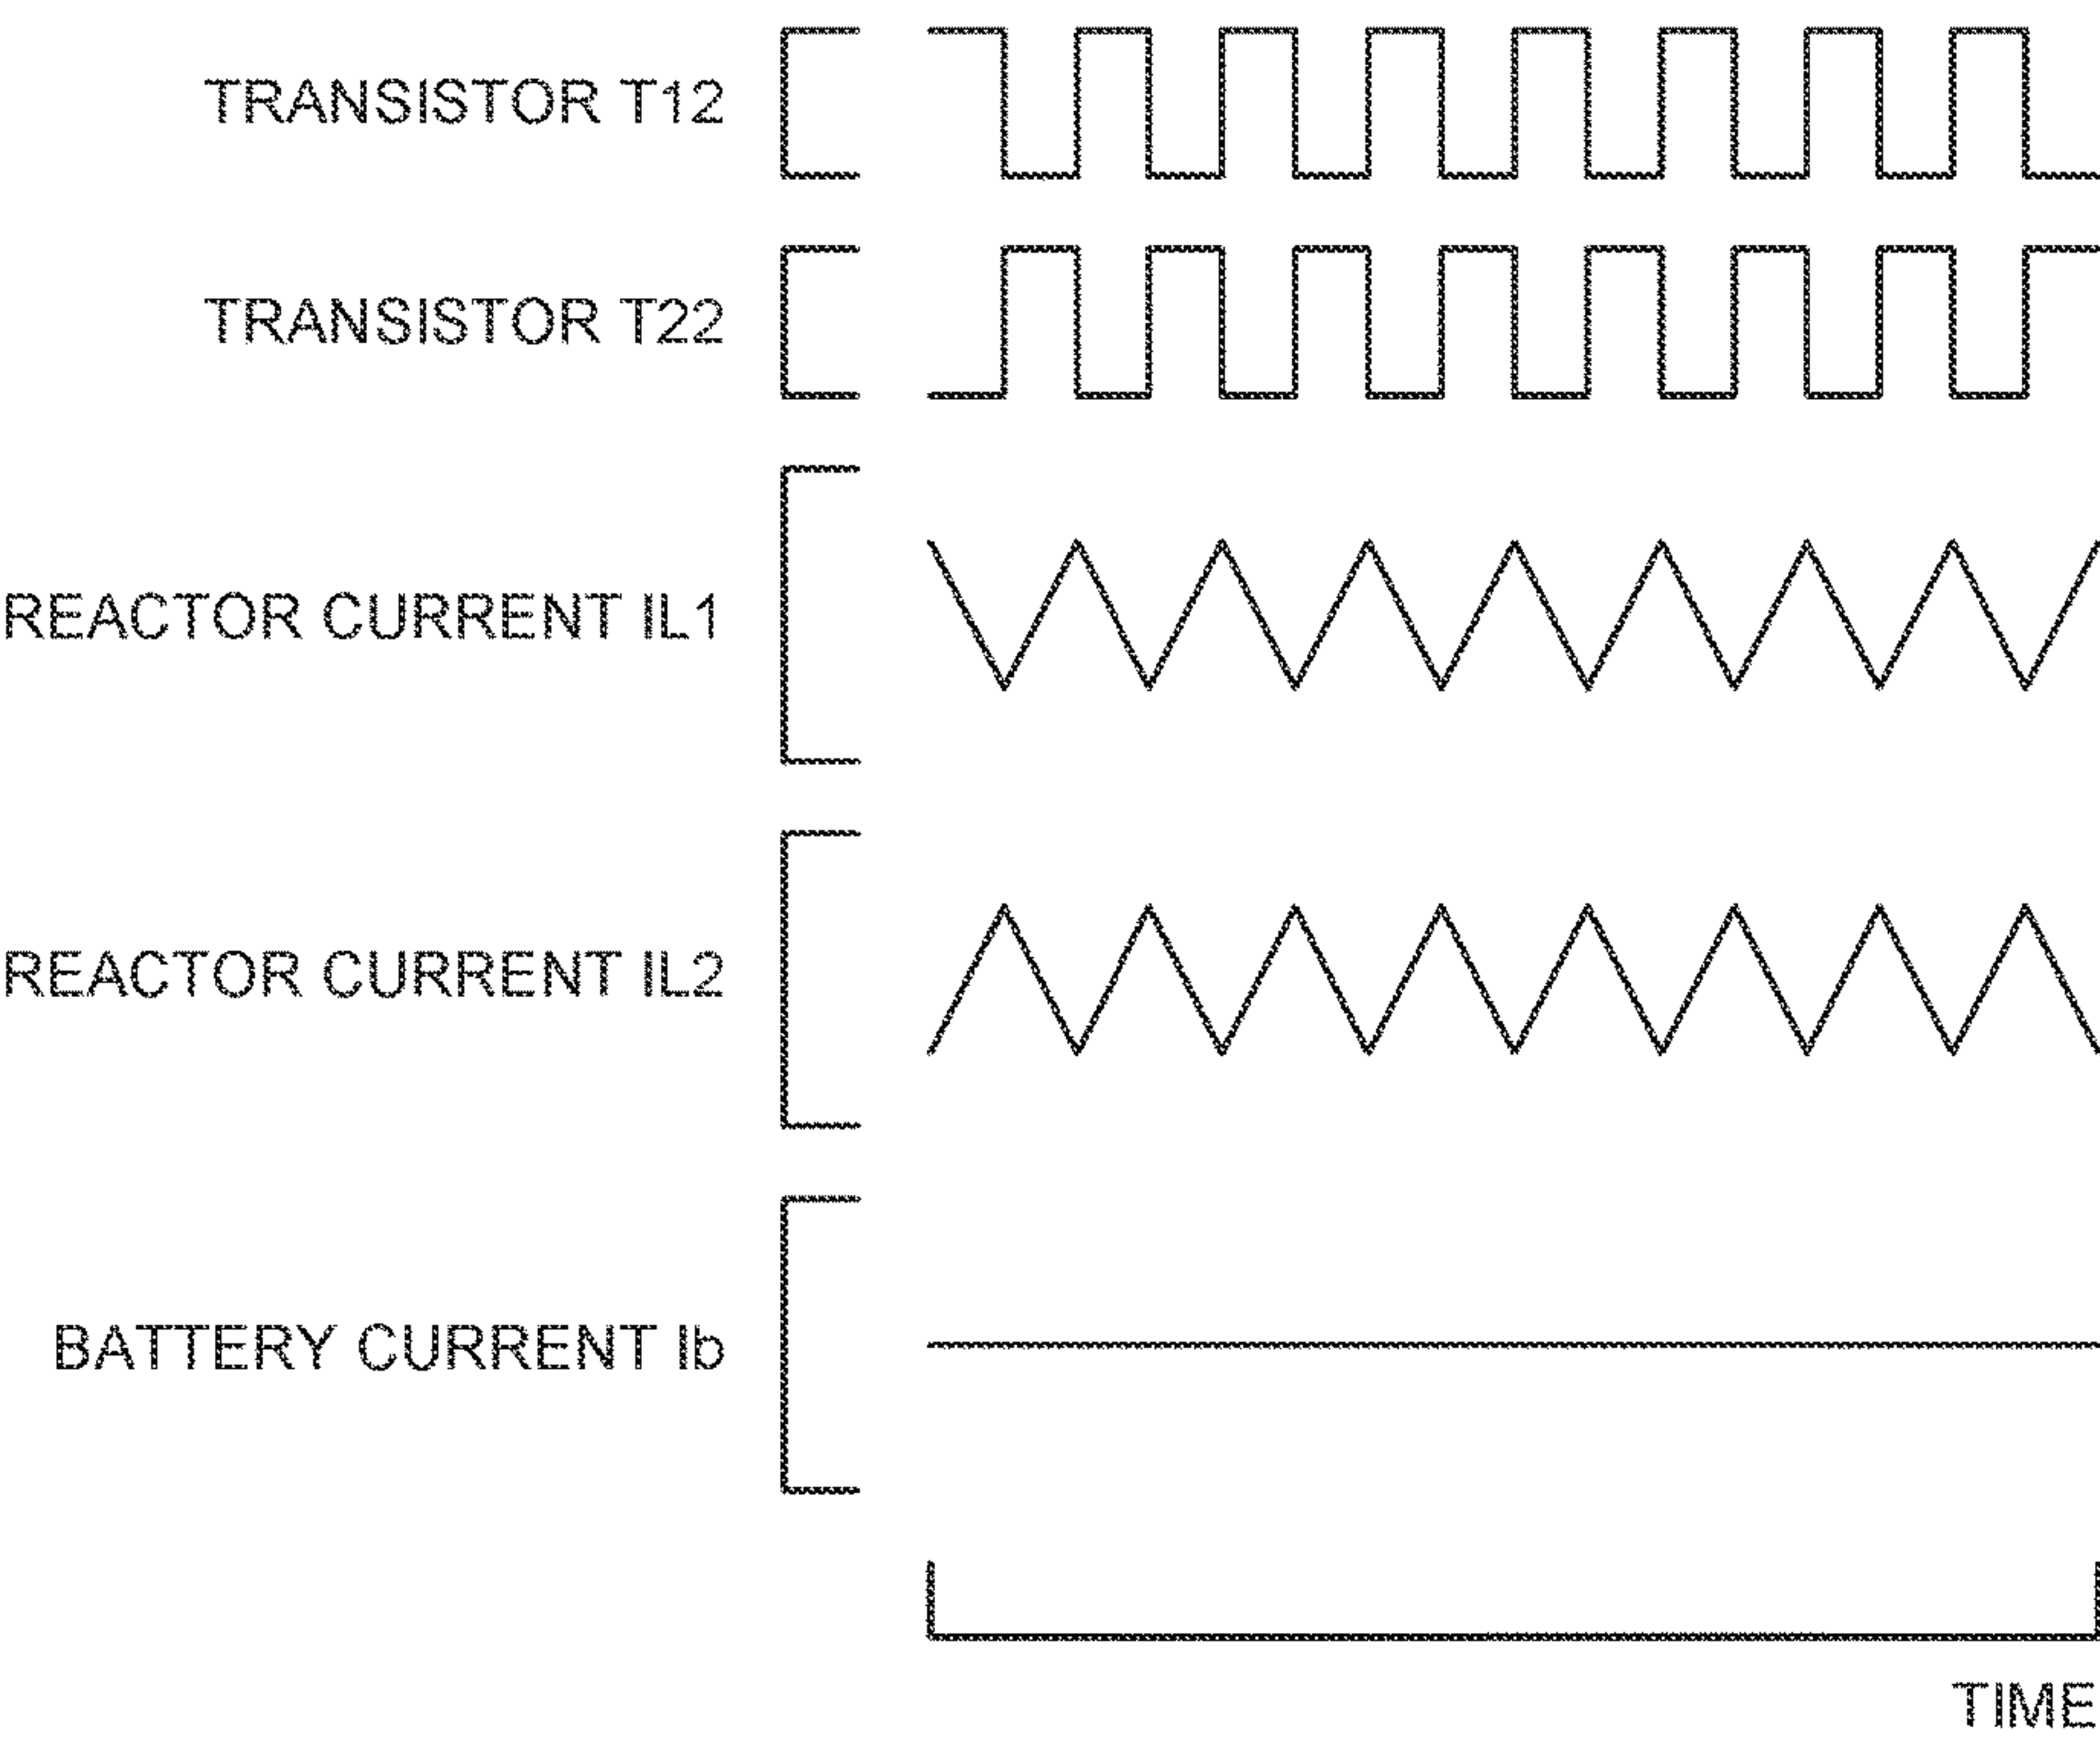 TRANSISTOR T12
TRANSISTOR T22
REACTOR CURRENT IL1
REACTOR CURRENT IL2
BATTERY CURRENT Ib
TIME